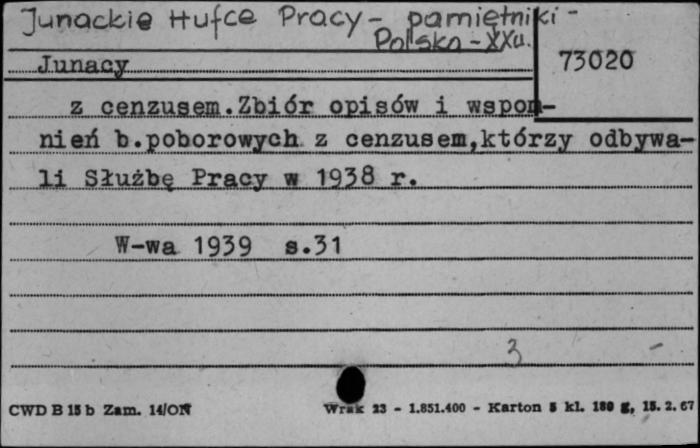 Junackie Hufce Pracy - pamiętniki -
Polska - XXw.
Junacy
73020
z cenzusem.Zbiór opisów i wspom-
nień b.poborowych z cenzusem,którzy odbywa-
li Służbę Pracy w 1938 r.
W-wa 1939 s.31
3 -
CWD B 15 b Zam. 14/ON Wrak 23 - 1.851.400 - Karton 5 kl. 180 g, 15. 2. 67